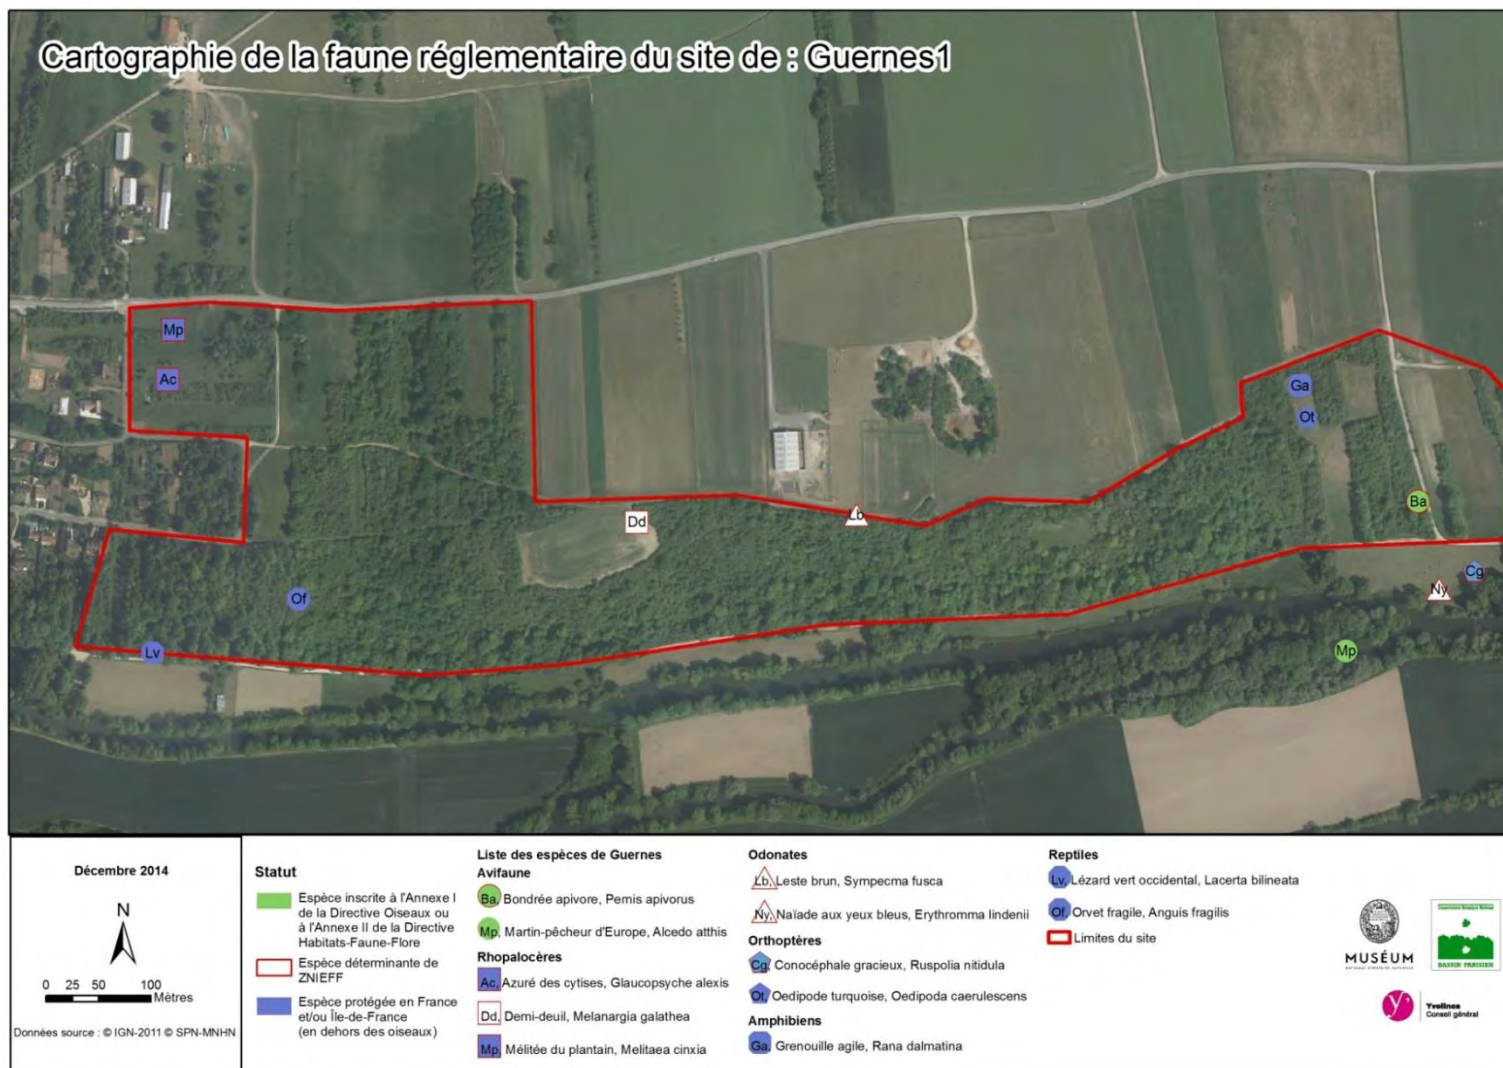 Cartographie de la faune réglementaire du site de : Guernes1
Mp
Ac
Dd
Lb
Ga
Ot
Ba
Of
Lv
Cg
Ny
Mp
Décembre 2014
N
0 25 50 100
Mètres
Données source : © IGN-2011 © SPN-MNHN
Statut
Espèce inscrite à l'Annexe I
de la Directive Oiseaux ou
à l'Annexe II de la Directive
Habitats-Faune-Flore
Espèce déterminante de
ZNIEFF
Espèce protégée en France
et/ou Île-de-France
(en dehors des oiseaux)
Liste des espèces de Guernes
Avifaune
Ba, Bondrée apivore, Pernis apivorus
Mp, Martin-pêcheur d'Europe, Alcedo atthis
Rhopalocères
Ac, Azuré des cytises, Glaucopsyche alexis
Dd, Demi-deuil, Melanargia galathea
Mp, Mélitée du plantain, Melitaea cinxia
Odonates
Lb, Leste brun, Sympecma fusca
Ny, Naïade aux yeux bleus, Erythromma lindenii
Orthoptères
Cg, Conocéphale gracieux, Ruspolia nitidula
Ot, Oedipode turquoise, Oedipoda caerulescens
Amphibiens
Ga, Grenouille agile, Rana dalmatina
Reptiles
Lv, Lézard vert occidental, Lacerta bilineata
Of, Orvet fragile, Anguis fragilis
Limites du site
MUSÉUM
BASSIN PARISIEN
Yvelines
Conseil général